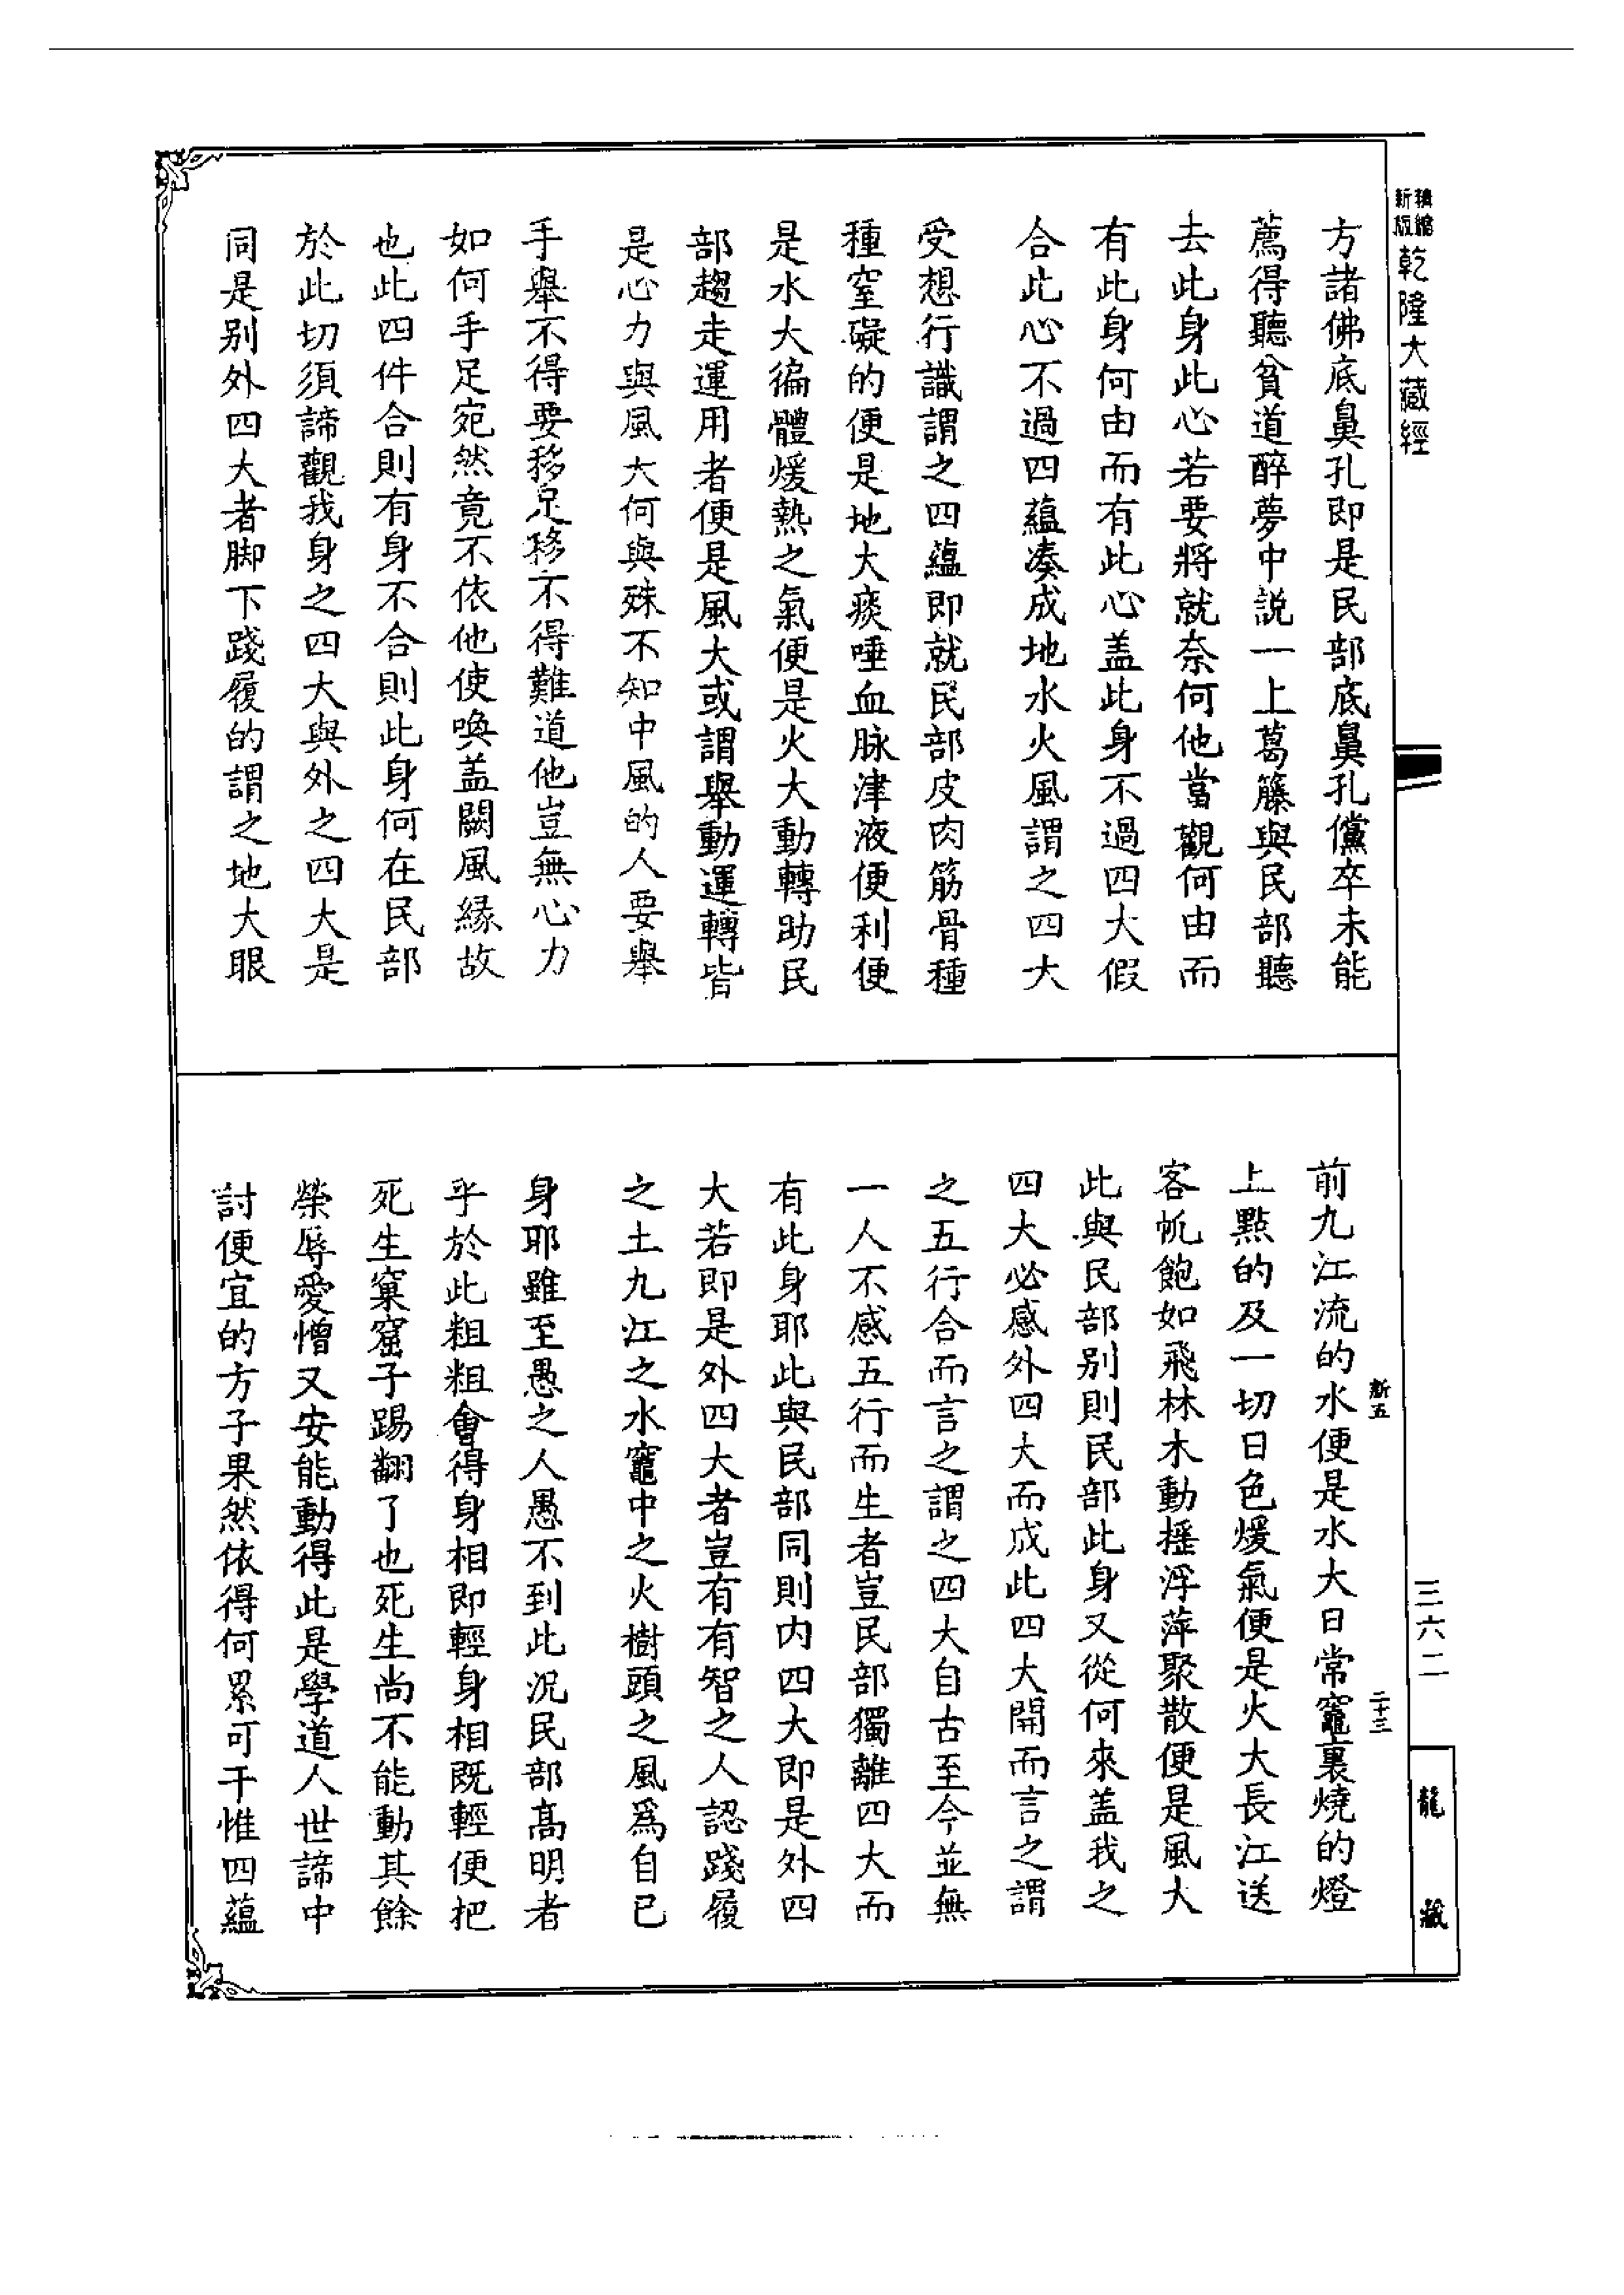 新編縮版
乾隆大藏經
方諸佛底鼻孔即是民部底鼻孔儻卒未能
薦得聽貧道醉夢中説一上葛籐與民部聽
去此身此心若要將就奈何他當觀何由而
有此身何由而有此心盖此身不過四大假
合此心不過四蘊凑成地水火風謂之四大
受想行識謂之四蘊即就民部皮肉筋骨種
種窒礙的便是地大痰唾血脉津液便利便
是水大徧體煖熱之氣便是火大動轉助民
部趨走運用者便是風大或謂舉動運轉皆
是心力與風大何與殊不知中風的人要舉
手舉不得要移足移不得難道他豈無心力
如何手足宛然竟不依他使喚盖闕風緣故
也此四件合則有身不合則此身何在民部
於此切須諦觀我身之四大與外之四大是
同是别外四大者脚下踐履的謂之地大眼
前九江流的水便是水大日常竈裏燒的燈
上點的及一切日色煖氣便是火大長江送
客帆飽如飛林木動摇浮萍聚散便是風大
此與民部别則民部此身又從何來盖我之
四大必感外四大而成此四大開而言之謂
之五行合而言之謂之四大自古至今並無
一人不感五行而生者豈民部獨離四大而
有此身耶此與民部同則内四大即是外四
大若即是外四大者豈有有智之人認踐履
之土九江之水竈中之火樹頭之風爲自已
身耶雖至愚之人愚不到此况民部髙明者
乎於此粗粗會得身相即輕身相既輕便把
死生窠窟子踢翻了也死生尚不能動其餘
榮辱愛憎又安能動得此是學道人世諦中
討便宜的方子果然依得何累可干惟四蘊
新五
二十三
三六二
龍藏